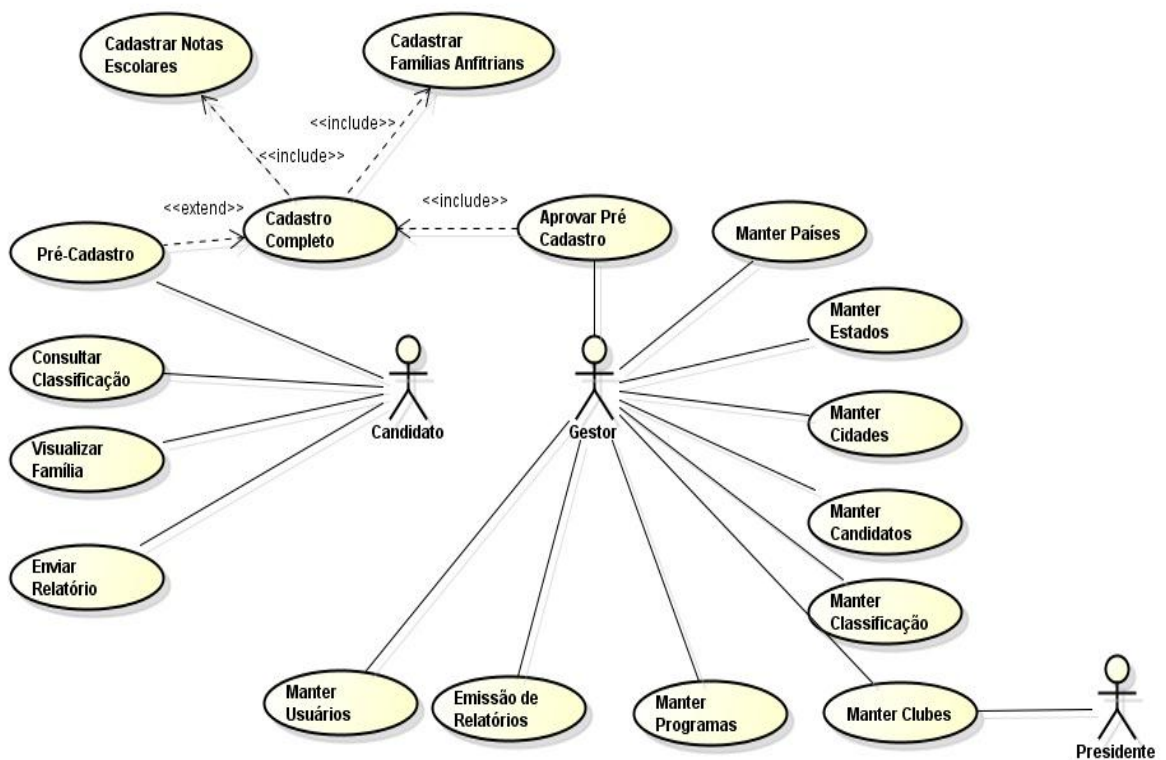 Cadastrar Notas
Escolares
Cadastrar
Famílias Anfitrians
<<include>>
<<include>>
<<extend>>
<<include>>
Cadastro
Completo
Aprovar Pré
Cadastro
Manter Países
Pré-Cadastro
Manter
Estados
Consultar
Classificação
Candidato
Gestor
Manter
Cidades
Visualizar
Família
Manter
Candidatos
Enviar
Relatório
Manter
Classificação
Manter
Usuários
Emissão de
Relatórios
Manter
Programas
Manter Clubes
Presidente